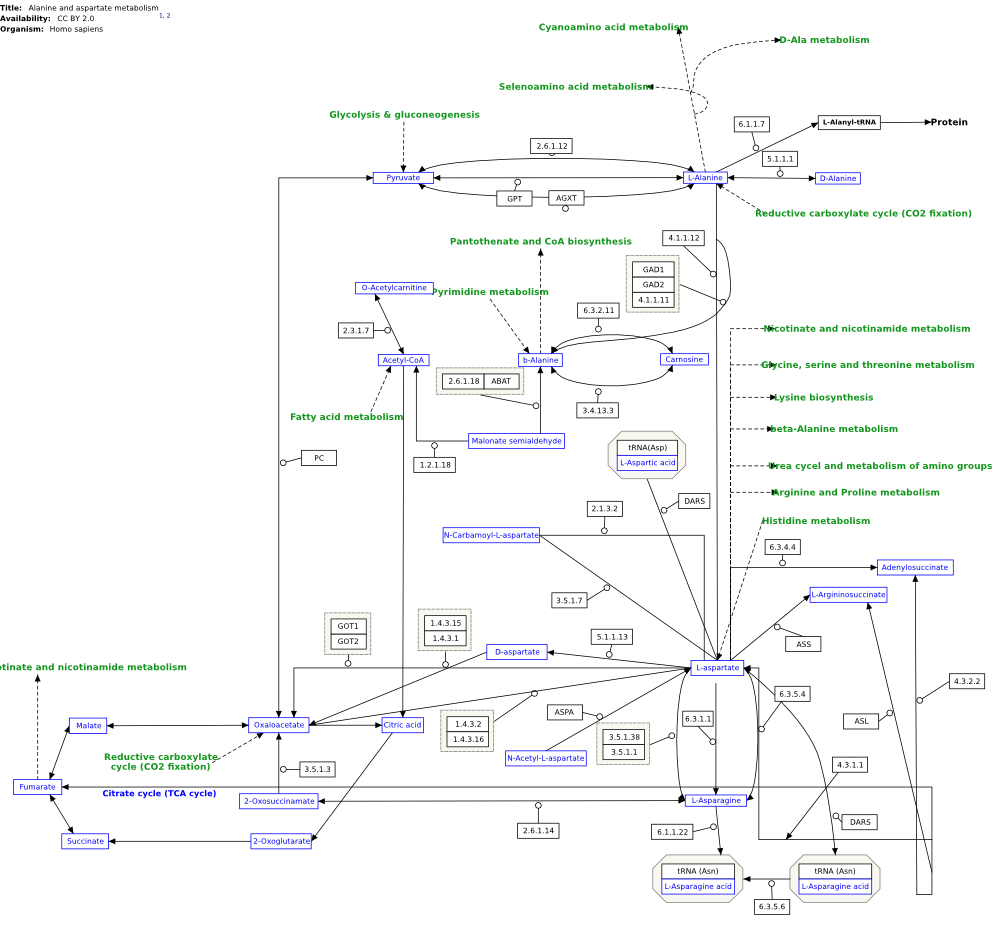 Title: Alanine and aspartate metabolism
Availability: CC BY 2.0
1, 2
Organism: Homo sapiens
Cyanoamino acid metabolism
D-Ala metabolism
Selenoamino acid metabolism
Glycolysis & gluconeogenesis
6.1.1.7
L-Alanyl-tRNA
Protein
2.6.1.12
5.1.1.1
Pyruvate
L-Alanine
D-Alanine
GPT
AGXT
Reductive carboxylate cycle (CO2 fixation)
4.1.1.12
Pantothenate and CoA biosynthesis
GAD1
GAD2
4.1.1.11
O-Acetylcarnitine
Pyrimidine metabolism
6.3.2.11
2.3.1.7
Nicotinate and nicotinamide metabolism
Acetyl-CoA
b-Alanine
Carnosine
Glycine, serine and threonine metabolism
2.6.1.18
ABAT
Lysine biosynthesis
3.4.13.3
Fatty acid metabolism
beta-Alanine metabolism
Malonate semialdehyde
tRNA(Asp)
L-Aspartic acid
PC
1.2.1.18
Urea cycel and metabolism of amino groups
Arginine and Proline metabolism
DARS
2.1.3.2
Histidine metabolism
N-Carbamoyl-L-aspartate
6.3.4.4
Adenylosuccinate
3.5.1.7
L-Argininosuccinate
GOT1
GOT2
1.4.3.15
1.4.3.1
5.1.1.13
ASS
D-aspartate
otinate and nicotinamide metabolism
L-aspartate
4.3.2.2
6.3.5.4
ASPA
6.3.1.1
ASL
Malate
Oxaloacetate
Citric acid
1.4.3.2
1.4.3.16
3.5.1.38
3.5.1.1
N-Acetyl-L-aspartate
Reductive carboxylate
cycle (CO2 fixation)
3.5.1.3
4.3.1.1
Fumarate
Citrate cycle (TCA cycle)
2-Oxosuccinamate
L-Asparagine
2.6.1.14
6.1.1.22
DARS
Succinate
2-Oxoglutarate
tRNA (Asn)
L-Asparagine acid
tRNA (Asn)
L-Asparagine acid
6.3.5.6